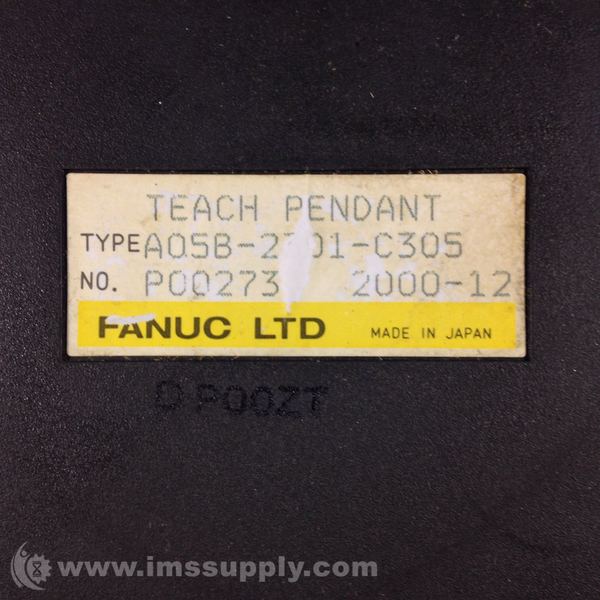 TEACH PENDANT
TYPE A05B-2 01-C305
NO. P00273 2000-12
FANUC LTD MADE IN JAPAN
D P00ZT
www.imssupply.com